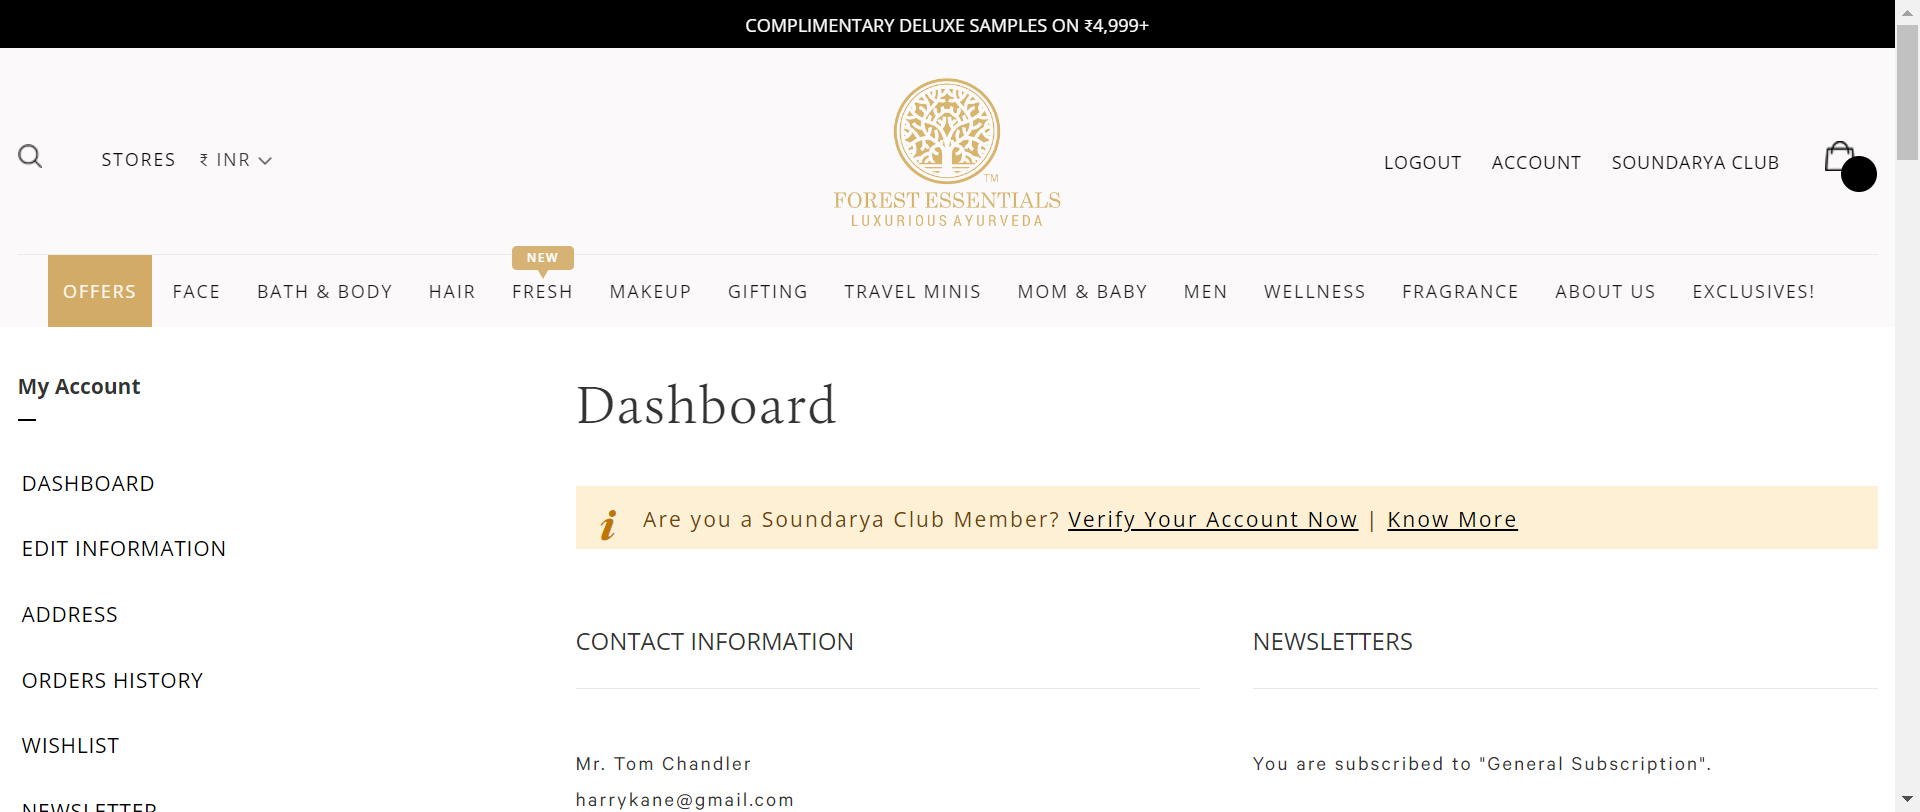 COMPLIMENTARY DELUXE SAMPLES ON ₹4,999+
STORES ₹ INR
TM
FOREST ESSENTIALS
LUXURIOUS AYURVEDA
LOGOUT ACCOUNT SOUNDARYA CLUB
NEW
OFFERS FACE BATH & BODY HAIR FRESH MAKEUP GIFTING TRAVEL MINIS MOM & BABY MEN WELLNESS FRAGRANCE ABOUT US EXCLUSIVES!
My Account
DASHBOARD
EDIT INFORMATION
ADDRESS
ORDERS HISTORY
WISHLIST
NEWSLETTER
Dashboard
Are you a Soundarya Club Member? Verify Your Account Now | Know More
CONTACT INFORMATION
Mr. Tom Chandler
harrykane@gmail.com
NEWSLETTERS
You are subscribed to "General Subscription".